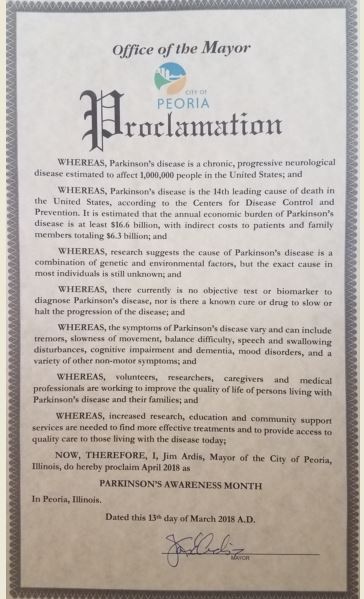 Office of the Mayor
CITY OF
PEORIA
Proclamation
WHEREAS, Parkinson's disease is a chronic, progressive neurological
disease estimated to affect 1,000,000 people in the United States; and
WHEREAS, Parkinson's disease is the 14th leading cause of death in
the United States, according to the Centers for Disease Control and
Prevention. It is estimated that the annual economic burden of Parkinson's
disease is at least $16.6 billion, with indirect costs to patients and family
members totaling $6.3 billion; and
WHEREAS, research suggests the cause of Parkinson's disease is a
combination of genetic and environmental factors, but the exact cause in
most individuals is still unknown; and
WHEREAS, there currently is no objective test or biomarker to
diagnose Parkinson's disease, nor is there a known cure or drug to slow or
halt the progression of the disease; and
WHEREAS, the symptoms of Parkinson's disease vary and can include
tremors, slowness of movement, balance difficulty, speech and swallowing
disturbances, cognitive impairment and dementia, mood disorders, and a
variety of other non-motor symptoms; and
WHEREAS, volunteers, researchers, caregivers and medical
professionals are working to improve the quality of life of persons living with
Parkinson's disease and their families; and
WHEREAS, increased research, education and community support
services are needed to find more effective treatments and to provide access to
quality care to those living with the disease today;
NOW, THEREFORE, I, Jim Ardis, Mayor of the City of Peoria,
Illinois, do hereby proclaim April 2018 as
PARKINSON'S AWARENESS MONTH
In Peoria, Illinois.
Dated this 13th day of March 2018 A.D.
MAYOR